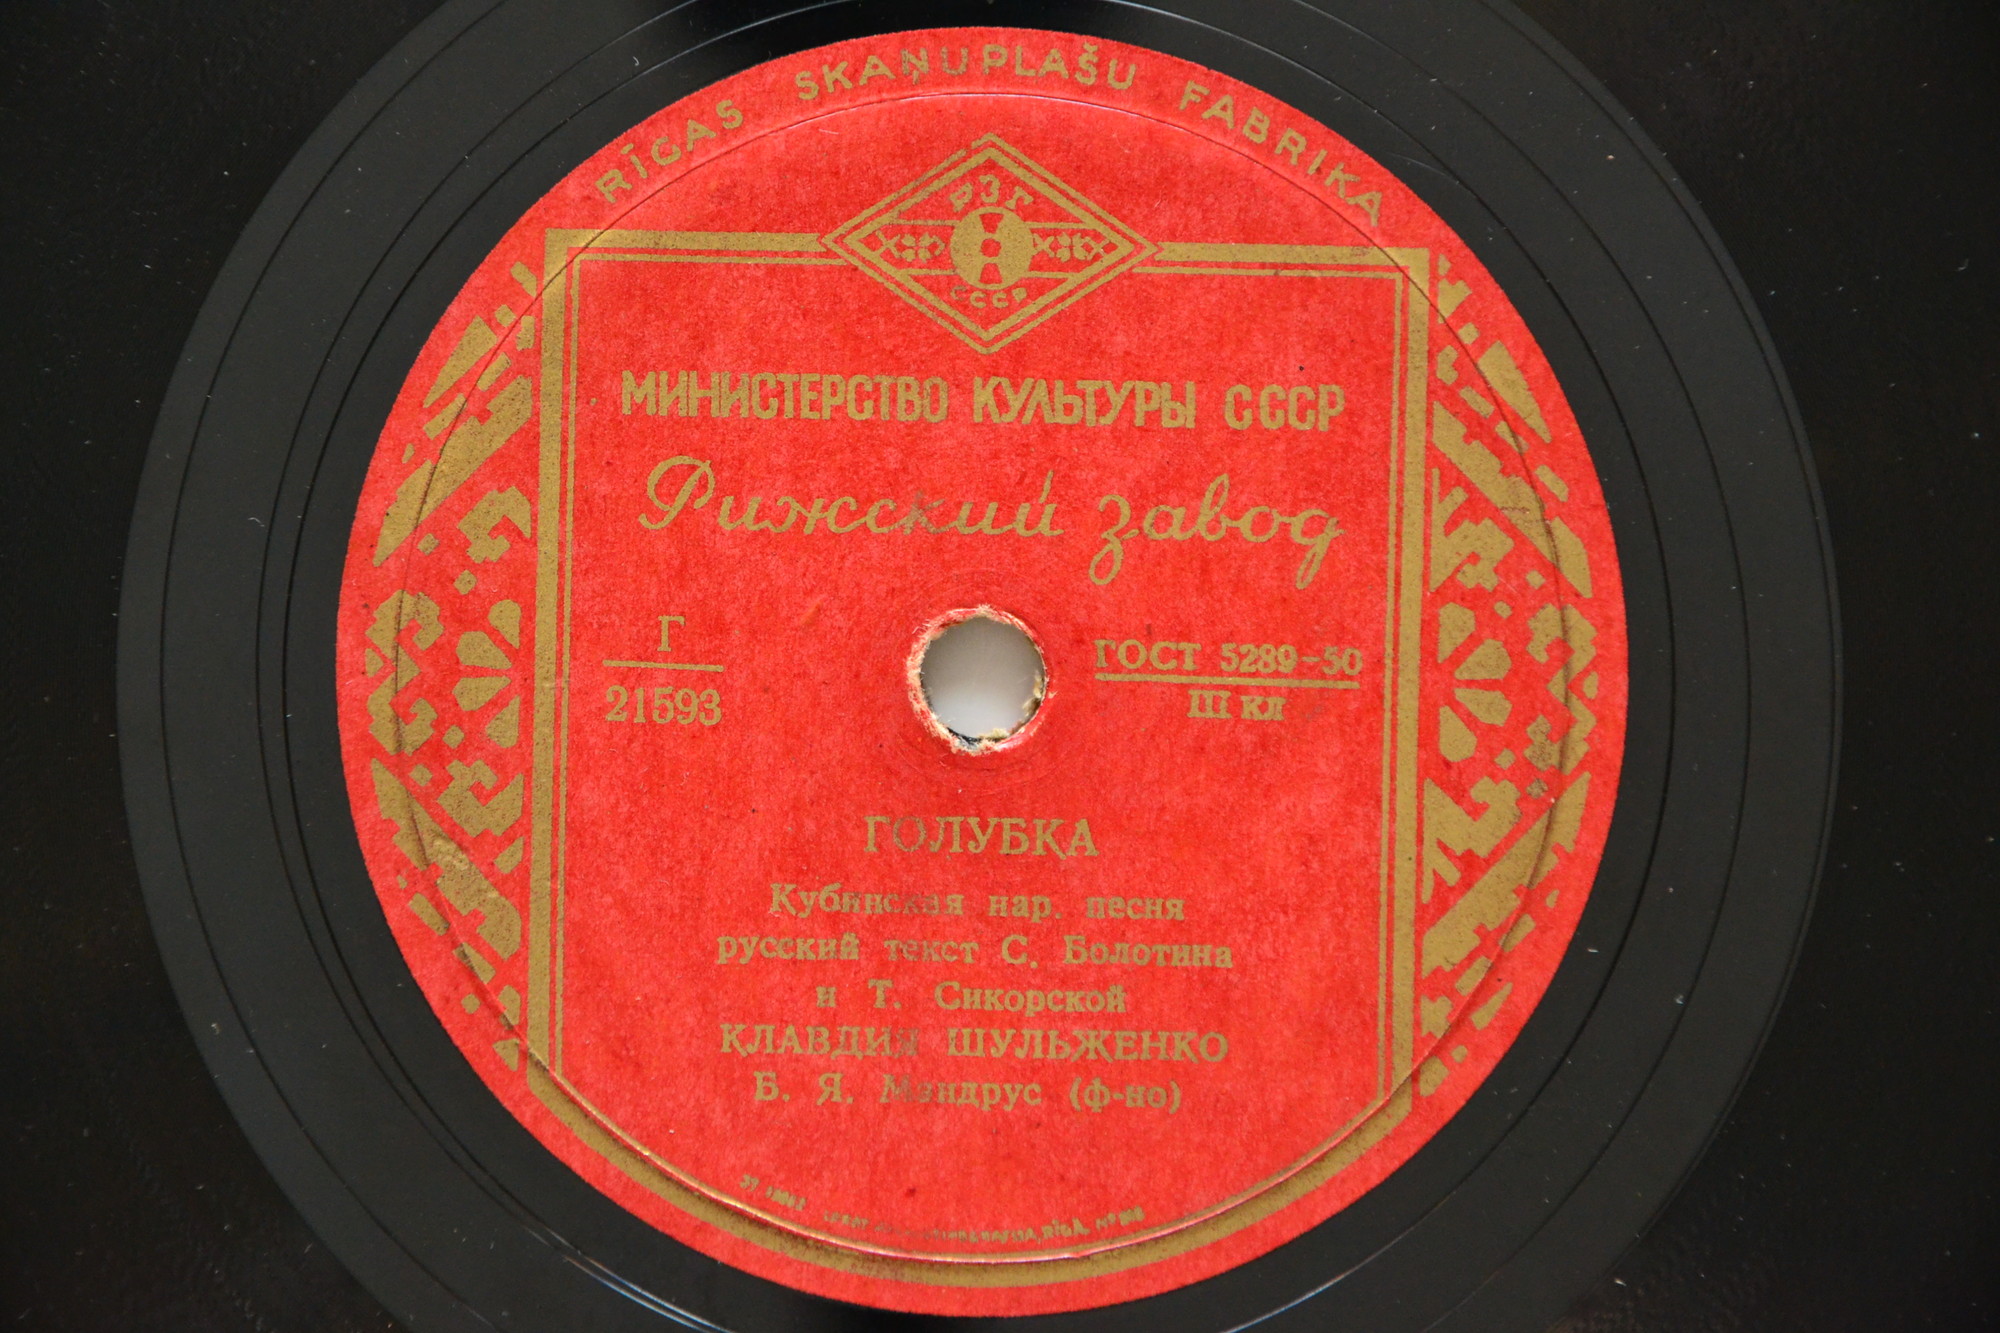 RĪGAS SKAŅUPLAŠU FABRIKA
РЗГ
СССР
МИНИСТЕРСТВО КУЛЬТУРЫ СССР
Рижский завод
Г
21593
ГОСТ 5289-50
III кл
ГОЛУБКА
Кубинская нар. песня
русский текст С. Болотина
и Т. Сикорской
КЛАВДИЯ ШУЛЬЖЕНКО
Б. Я. Мандрус (ф-но)
RĪGĀ,